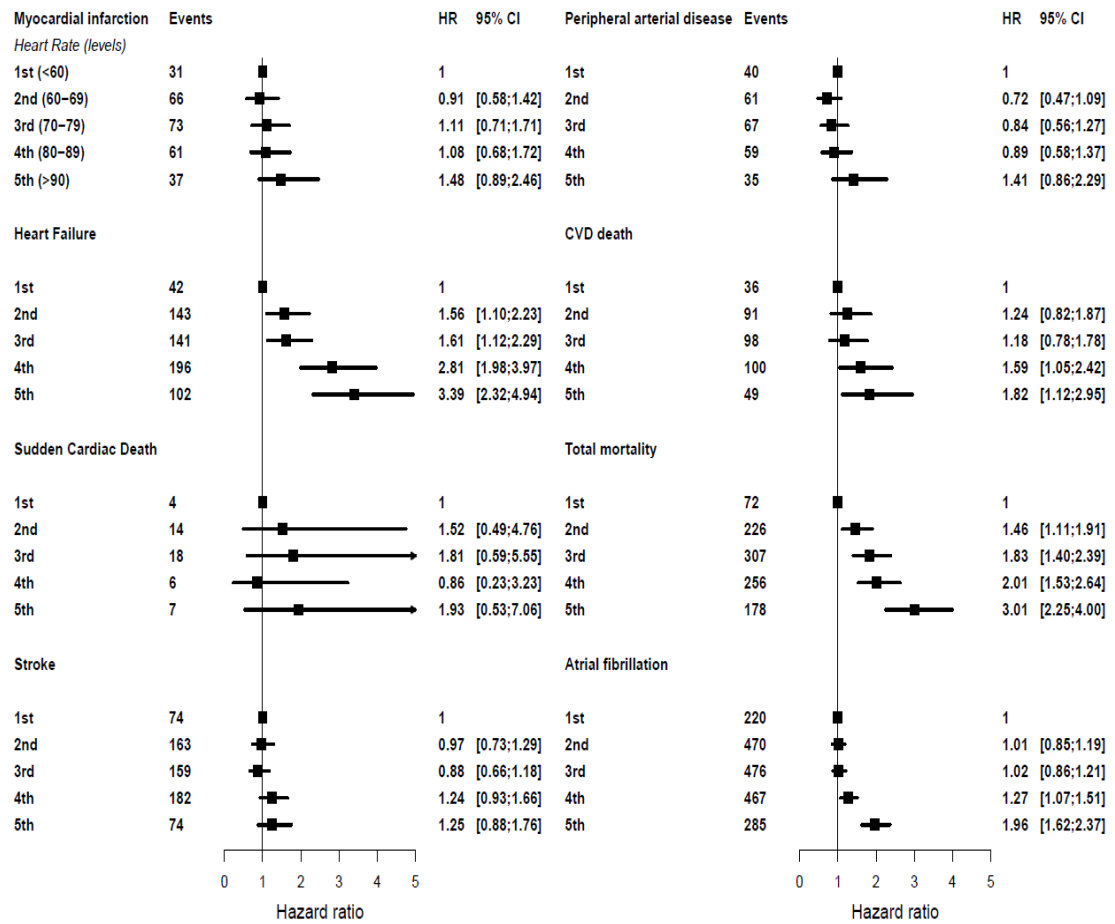 Myocardial infarction Events HR 95% CI
Heart Rate (levels)
1st (<60) 31 1
2nd (60−69) 66 0.91 [0.58;1.42]
3rd (70−79) 73 1.11 [0.71;1.71]
4th (80−89) 61 1.08 [0.68;1.72]
5th (>90) 37 1.48 [0.89;2.46]
Heart Failure
1st 42 1
2nd 143 1.56 [1.10;2.23]
3rd 141 1.61 [1.12;2.29]
4th 196 2.81 [1.98;3.97]
5th 102 3.39 [2.32;4.94]
Sudden Cardiac Death
1st 4 1
2nd 14 1.52 [0.49;4.76]
3rd 18 1.81 [0.59;5.55]
4th 6 0.86 [0.23;3.23]
5th 7 1.93 [0.53;7.06]
Stroke
1st 74 1
2nd 163 0.97 [0.73;1.29]
3rd 159 0.88 [0.66;1.18]
4th 182 1.24 [0.93;1.66]
5th 74 1.25 [0.88;1.76]
0 1 2 3 4 5
Hazard ratio
Peripheral arterial disease Events HR 95% CI
1st 40 1
2nd 61 0.72 [0.47;1.09]
3rd 67 0.84 [0.56;1.27]
4th 59 0.89 [0.58;1.37]
5th 35 1.41 [0.86;2.29]
CVD death
1st 36 1
2nd 91 1.24 [0.82;1.87]
3rd 98 1.18 [0.78;1.78]
4th 100 1.59 [1.05;2.42]
5th 49 1.82 [1.12;2.95]
Total mortality
1st 72 1
2nd 226 1.46 [1.11;1.91]
3rd 307 1.83 [1.40;2.39]
4th 256 2.01 [1.53;2.64]
5th 178 3.01 [2.25;4.00]
Atrial fibrillation
1st 220 1
2nd 470 1.01 [0.85;1.19]
3rd 476 1.02 [0.86;1.21]
4th 467 1.27 [1.07;1.51]
5th 285 1.96 [1.62;2.37]
0 1 2 3 4 5
Hazard ratio